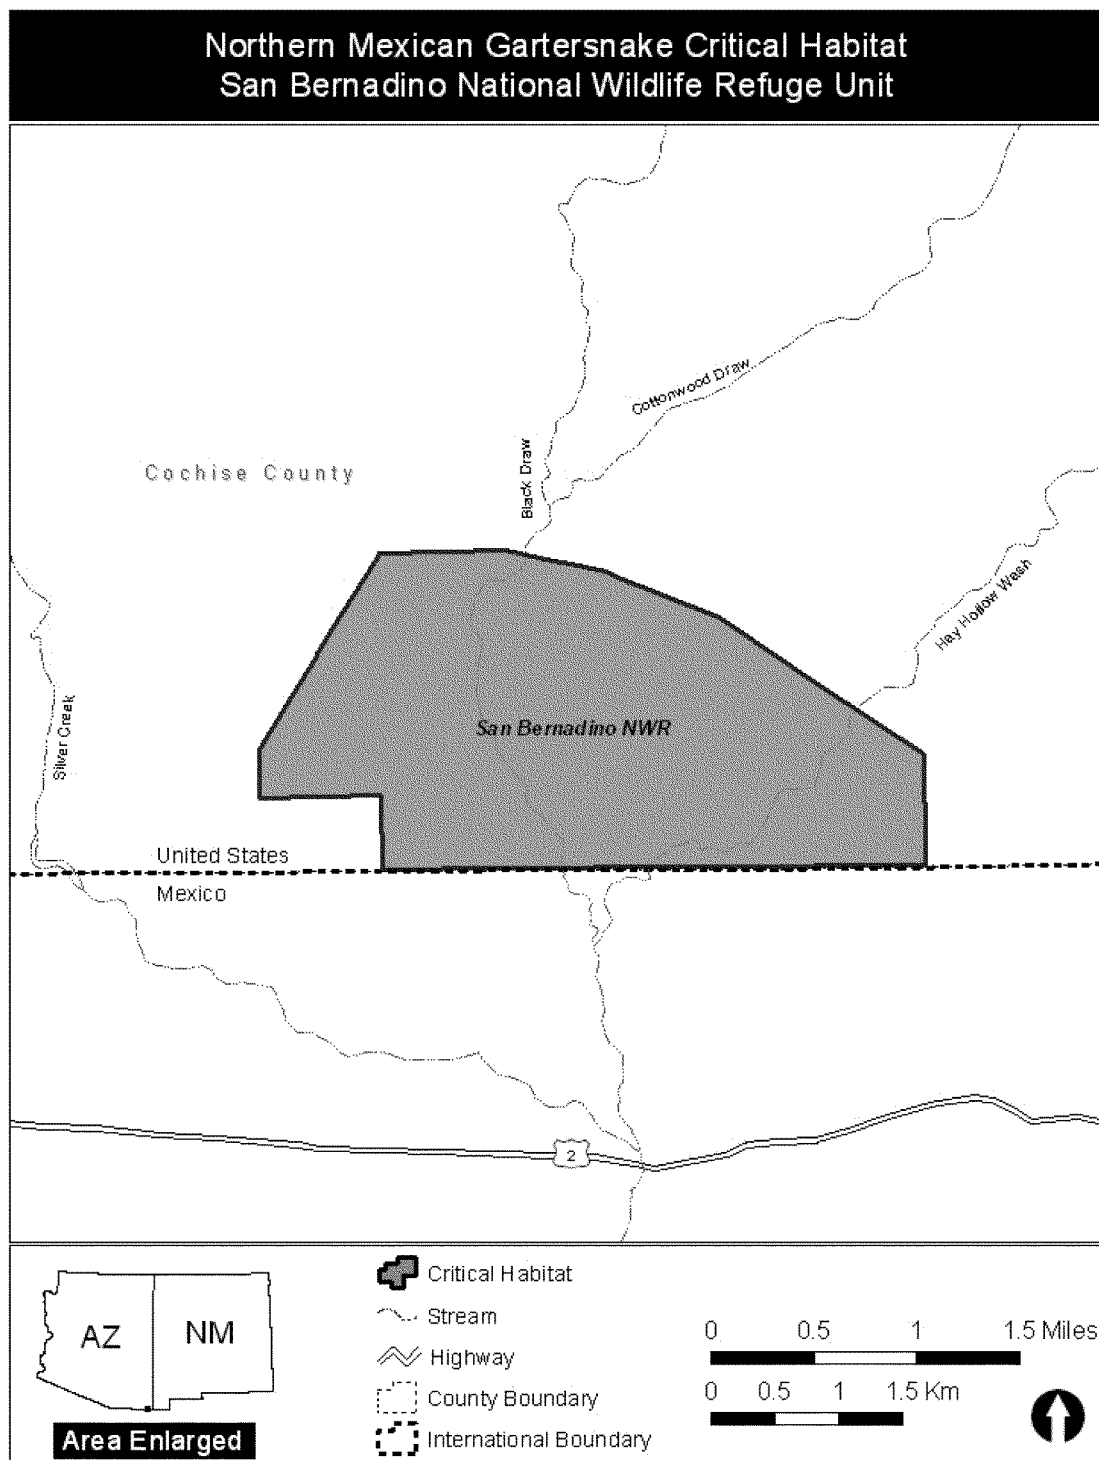 Northern Mexican Gartersnake Critical Habitat
San Bernadino National Wildlife Refuge Unit
Cottonwood Draw
Black Draw
Cochise County
Hay Hollow Wash
Silver Creek
San Bernadino NWR
United States
Mexico
2
AZ
NM
Area Enlarged
Critical Habitat
Stream
Highway
County Boundary
International Boundary
0 0.5 1 1.5 Miles
0 0.5 1 1.5 Km